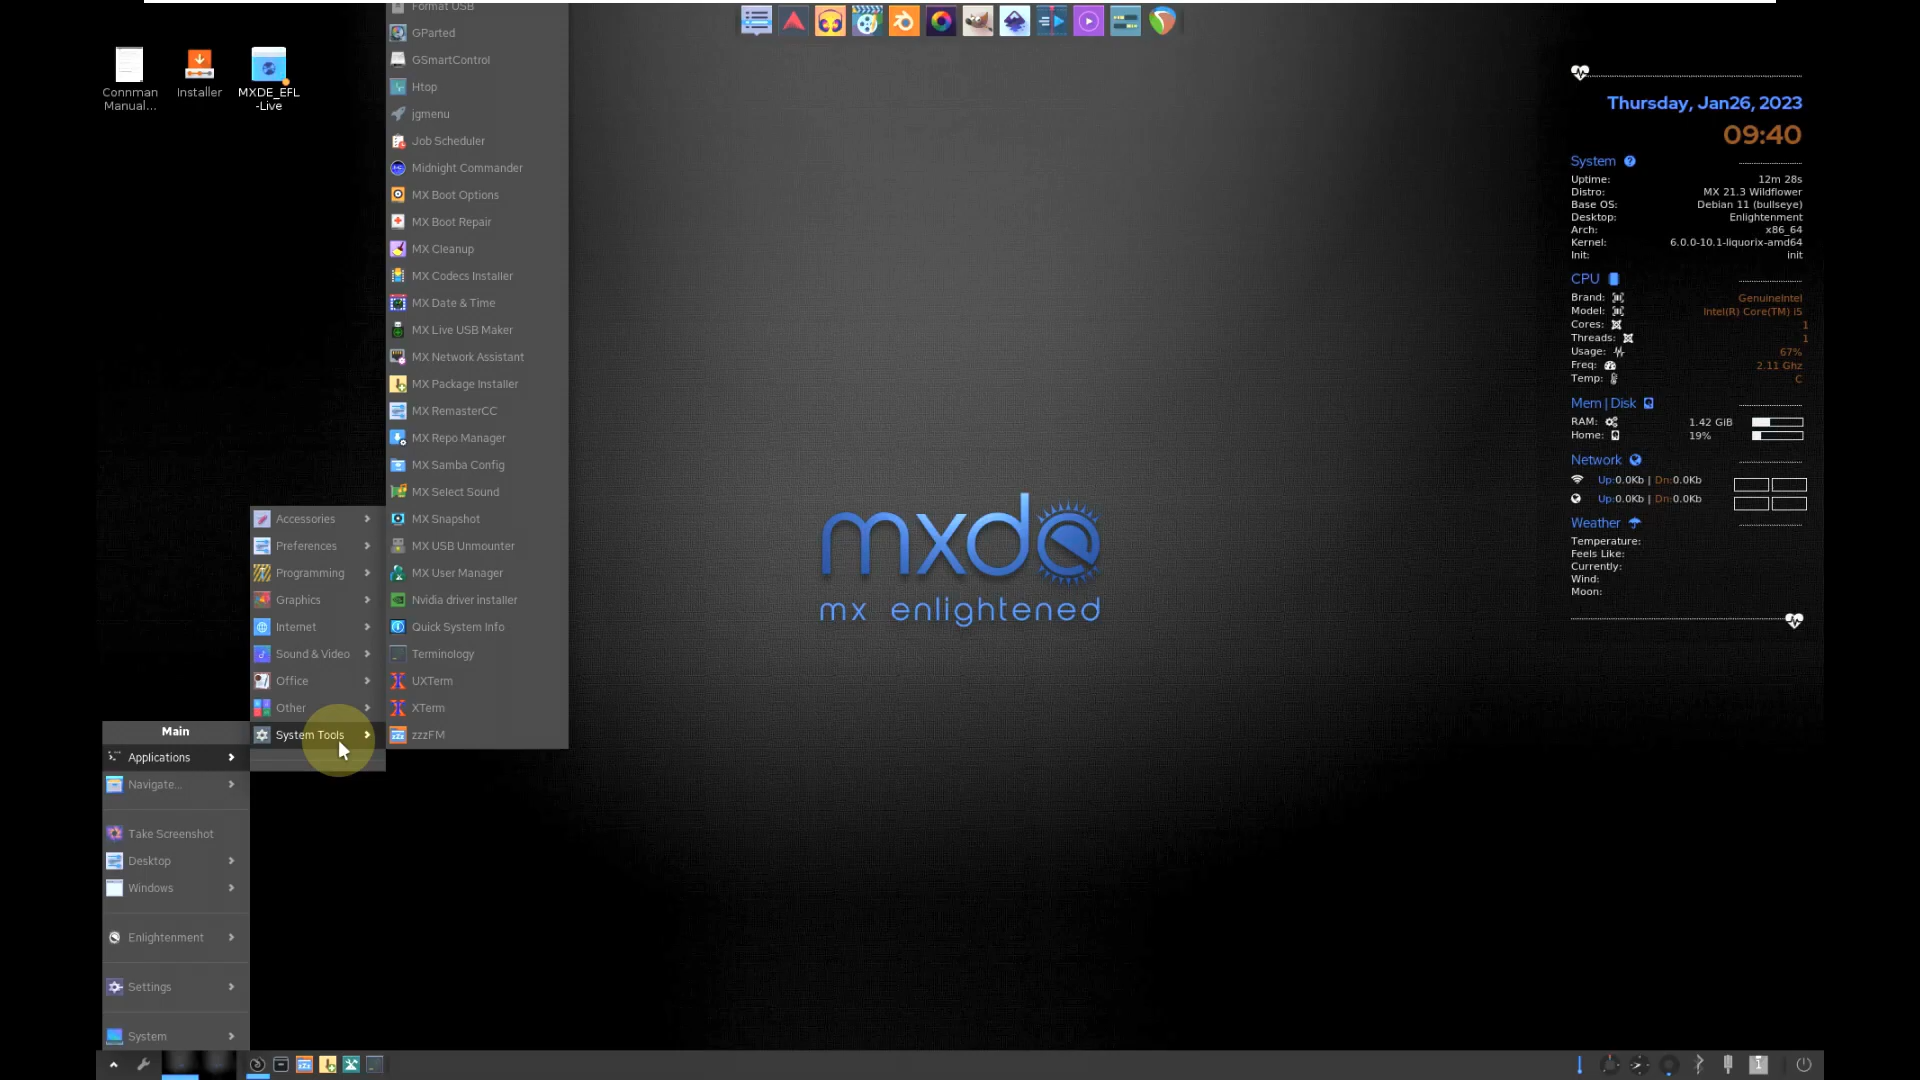 Connman
Manual...
Installer
MXDE_EFL
-Live
Format USB
GParted
GSmartControl
Htop
jgmenu
Job Scheduler
Midnight Commander
MX Boot Options
MX Boot Repair
MX Cleanup
MX Codecs Installer
MX Date & Time
MX Live USB Maker
MX Network Assistant
MX Package Installer
MX RemasterCC
MX Repo Manager
MX Samba Config
MX Select Sound
MX Snapshot
MX USB Unmounter
MX User Manager
Nvidia driver installer
Quick System Info
Terminology
UXTerm
XTerm
zzzFM
Accessories
Preferences
Programming
Graphics
Internet
Sound & Video
Office
Other
System Tools
Main
Applications
Navigate...
Take Screenshot
Desktop
Windows
Enlightenment
Settings
System
mxde
mx enlightened
Thursday, Jan26, 2023
09:40
System
Uptime: 12m 28s
Distro: MX 21.3 Wildflower
Base OS: Debian 11 (bullseye)
Desktop: Enlightenment
Arch: x86_64
Kernel: 6.0.0-10.1-liquorix-amd64
Init: init
CPU
Brand: GenuineIntel
Model: Intel(R) Core(TM) i5
Cores: 1
Threads: 1
Usage: 67%
Freq: 2.11 Ghz
Temp: C
Mem | Disk
RAM: 1.42 GiB
Home: 19%
Network
Up:0.0Kb | Dn:0.0Kb
Up:0.0Kb | Dn:0.0Kb
Weather
Temperature:
Feels Like:
Currently:
Wind:
Moon: